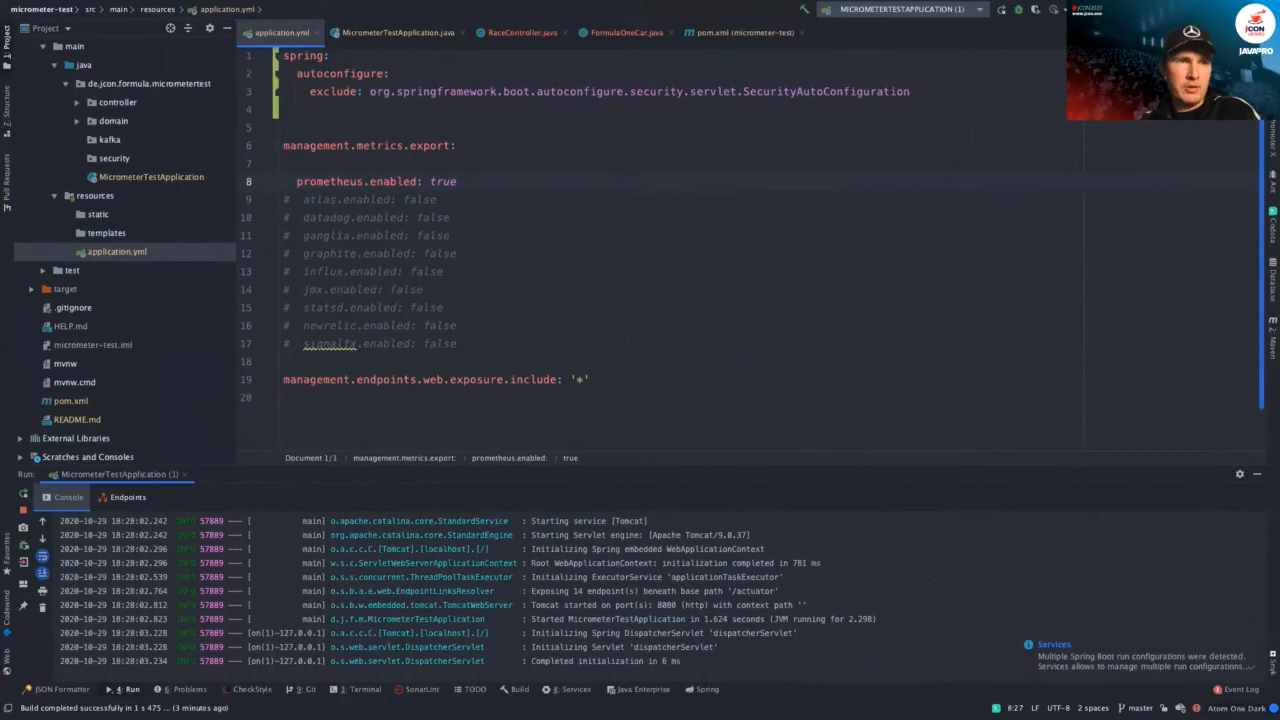 micrometer-test
src
main
resources
application.yml
MICROMETERTESTAPPLICATION (1)
JCON2020
www.jcon.one
JCON
JAVAPRO
Project
application.yml
MicrometerTestApplication.java
RaceController.java
FormulaOneCar.java
pom.xml (micrometer-test)
main
java
de.jcon.formula.micrometertest
controller
domain
kafka
security
MicrometerTestApplication
resources
static
templates
application.yml
test
target
.gitignore
HELP.md
micrometer-test.iml
mvnw
mvnw.cmd
pom.xml
README.md
External Libraries
Scratches and Consoles
1 spring:
2 autoconfigure:
3 exclude: org.springframework.boot.autoconfigure.security.servlet.SecurityAutoConfiguration
4
5
6 management.metrics.export:
7
8 prometheus.enabled: true
9 # atlas.enabled: false
10 # datadog.enabled: false
11 # ganglia.enabled: false
12 # graphite.enabled: false
13 # influx.enabled: false
14 # jmx.enabled: false
15 # statsd.enabled: false
16 # newrelic.enabled: false
17 # signalfx.enabled: false
18
19 management.endpoints.web.exposure.include: '*'
20
Document 1/1 management.metrics.export: prometheus.enabled: true
Run: MicrometerTestApplication (1)
Console Endpoints
2020-10-29 18:28:02.242 INFO 57889 --- [ main] o.apache.catalina.core.StandardService : Starting service [Tomcat]
2020-10-29 18:28:02.242 INFO 57889 --- [ main] org.apache.catalina.core.StandardEngine : Starting Servlet engine: [Apache Tomcat/9.0.37]
2020-10-29 18:28:02.296 INFO 57889 --- [ main] o.a.c.c.C.[Tomcat].[localhost].[/] : Initializing Spring embedded WebApplicationContext
2020-10-29 18:28:02.296 INFO 57889 --- [ main] w.s.c.ServletWebServerApplicationContext : Root WebApplicationContext: initialization completed in 781 ms
2020-10-29 18:28:02.539 INFO 57889 --- [ main] o.s.s.concurrent.ThreadPoolTaskExecutor : Initializing ExecutorService 'applicationTaskExecutor'
2020-10-29 18:28:02.764 INFO 57889 --- [ main] o.s.b.a.e.web.EndpointLinksResolver : Exposing 14 endpoint(s) beneath base path '/actuator'
2020-10-29 18:28:02.812 INFO 57889 --- [ main] o.s.b.w.embedded.tomcat.TomcatWebServer : Tomcat started on port(s): 8080 (http) with context path ''
2020-10-29 18:28:02.823 INFO 57889 --- [ main] d.j.f.m.MicrometerTestApplication : Started MicrometerTestApplication in 1.624 seconds (JVM running for 2.298)
2020-10-29 18:28:03.228 INFO 57889 --- [on(1)-127.0.0.1] o.a.c.c.C.[Tomcat].[localhost].[/] : Initializing Spring DispatcherServlet 'dispatcherServlet'
2020-10-29 18:28:03.228 INFO 57889 --- [on(1)-127.0.0.1] o.s.web.servlet.DispatcherServlet : Initializing Servlet 'dispatcherServlet'
2020-10-29 18:28:03.234 INFO 57889 --- [on(1)-127.0.0.1] o.s.web.servlet.DispatcherServlet : Completed initialization in 6 ms
Services
Multiple Spring Boot run configurations were detected.
Services allows to manage multiple run configurations...
1: Project
7: Structure
Pull Requests
Favorites
Codewind
Web
Ant
Codota
Database
Maven
Snyk
JSON Formatter 4: Run 6: Problems CheckStyle 9: Git 1: Terminal SonarLint TODO Build 8: Services Java Enterprise Spring Event Log
Build completed successfully in 1 s 475 ... (3 minutes ago) 8:27 LF UTF-8 2 spaces master Atom One Dark